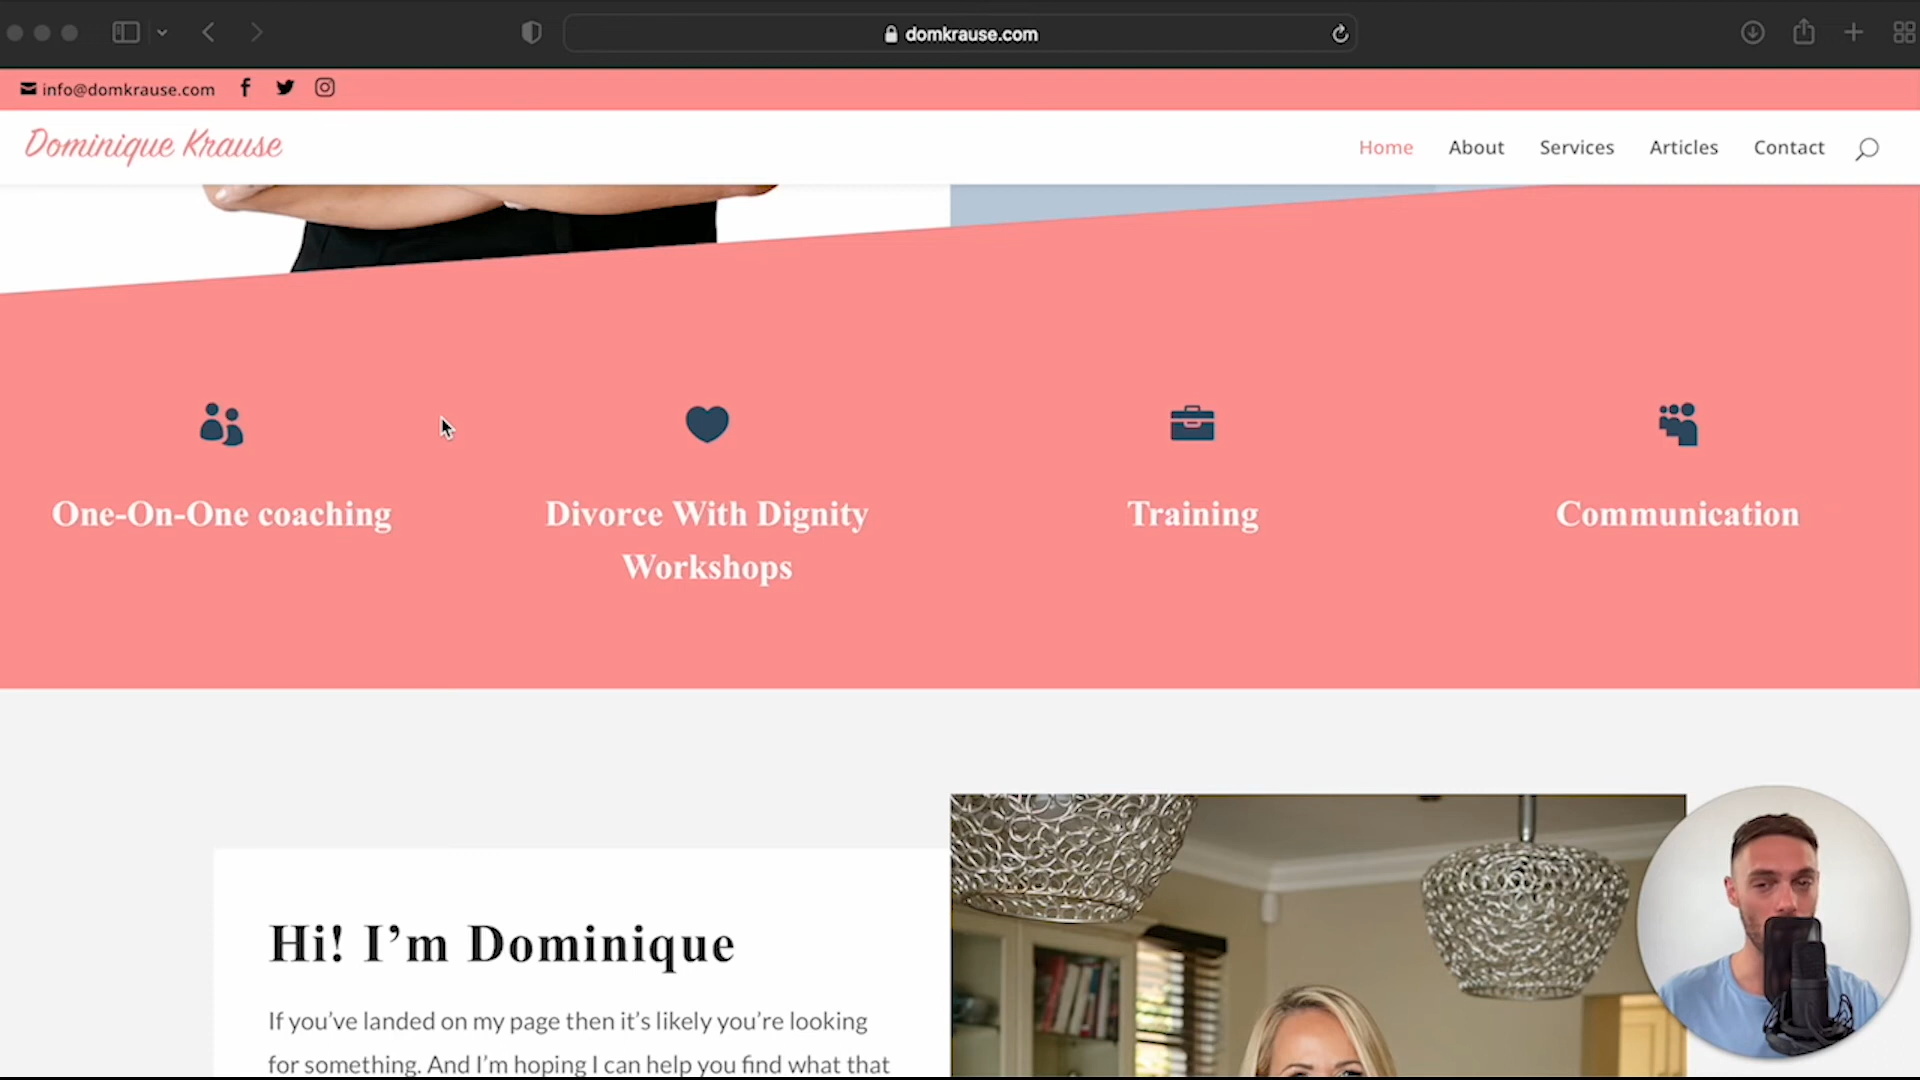 domkrause.com
info@domkrause.com
Dominique Krause
Home About Services Articles Contact
One-On-One coaching
Divorce With Dignity
Workshops
Training
Communication
Hi! I’m Dominique
If you’ve landed on my page then it’s likely you’re looking
for something. And I’m hoping I can help you find what that